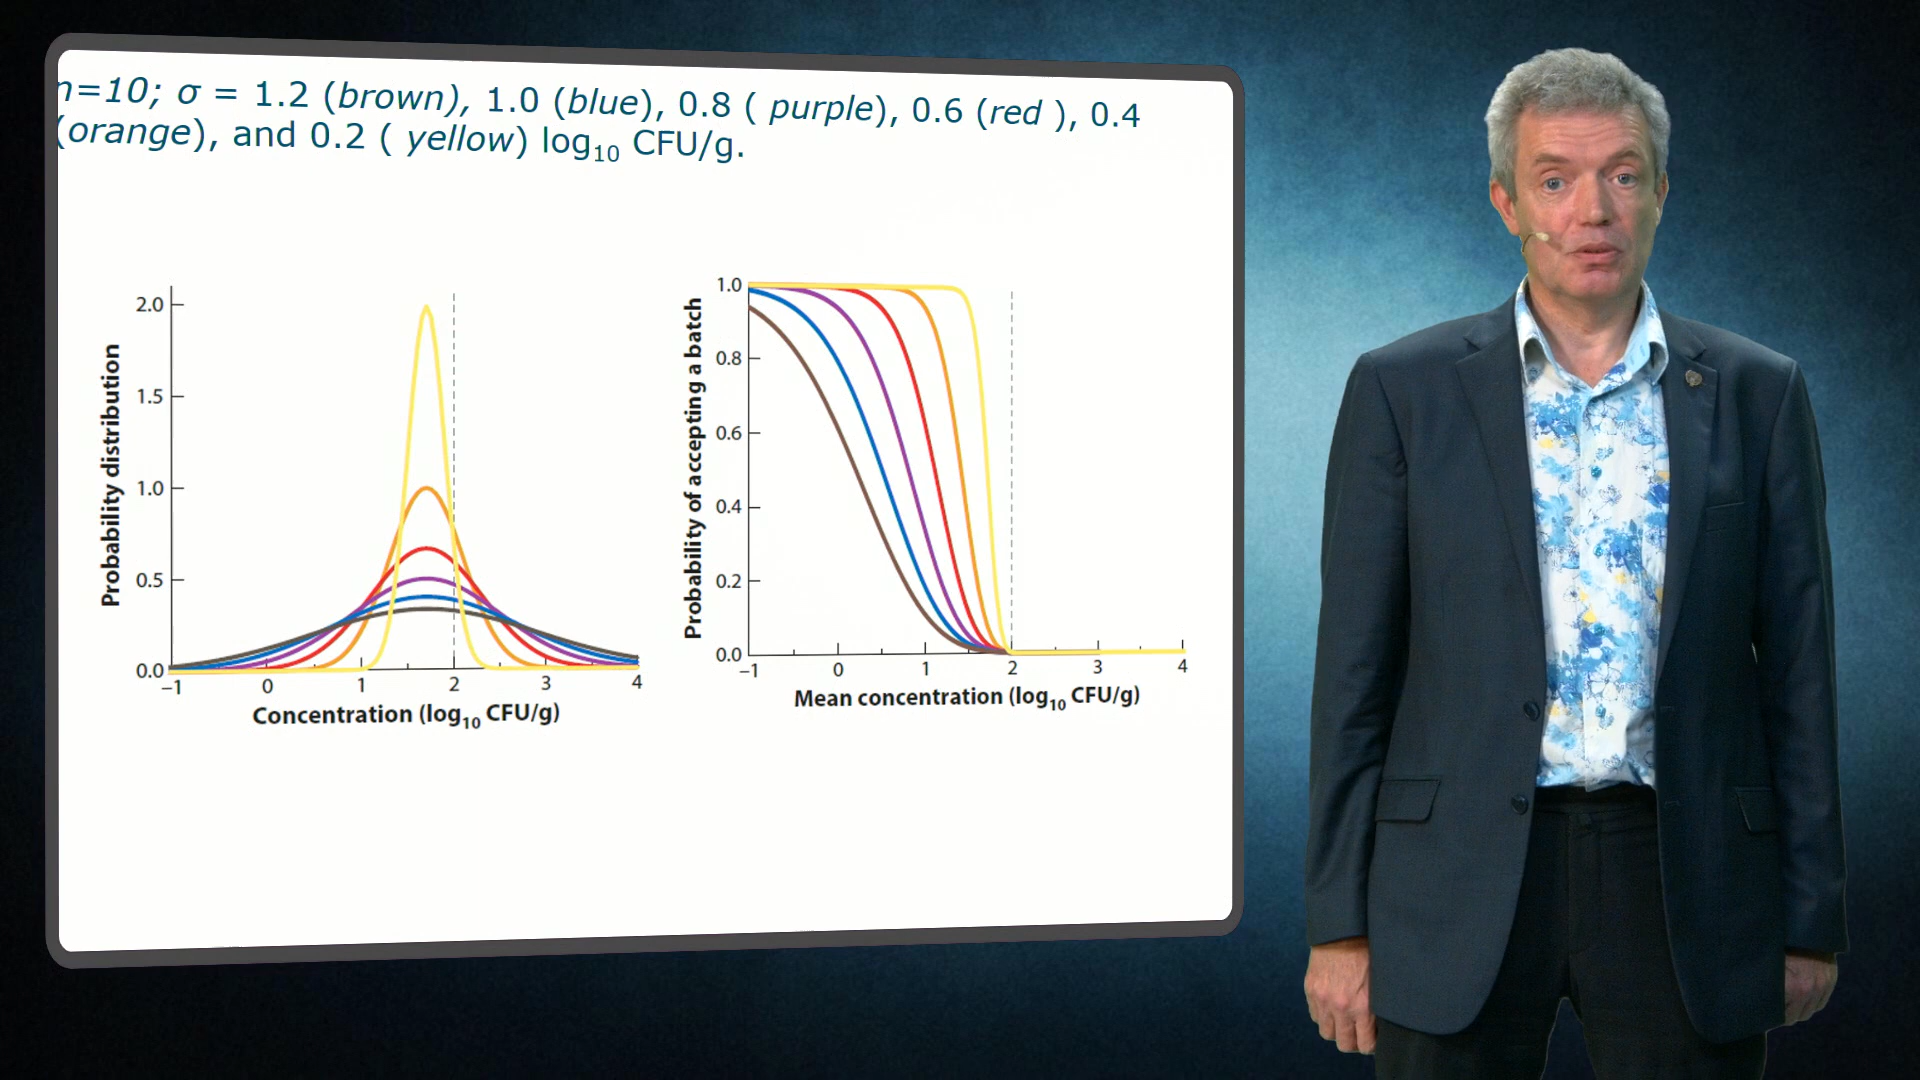 n=10; σ = 1.2 (brown), 1.0 (blue), 0.8 ( purple), 0.6 (red ), 0.4
(orange), and 0.2 ( yellow) log10 CFU/g.
Probability distribution
2.0
1.5
1.0
0.5
0.0
−1 0 1 2 3 4
Concentration (log10 CFU/g)
Probability of accepting a batch
1.0
0.8
0.6
0.4
0.2
0.0
−1 0 1 2 3 4
Mean concentration (log10 CFU/g)